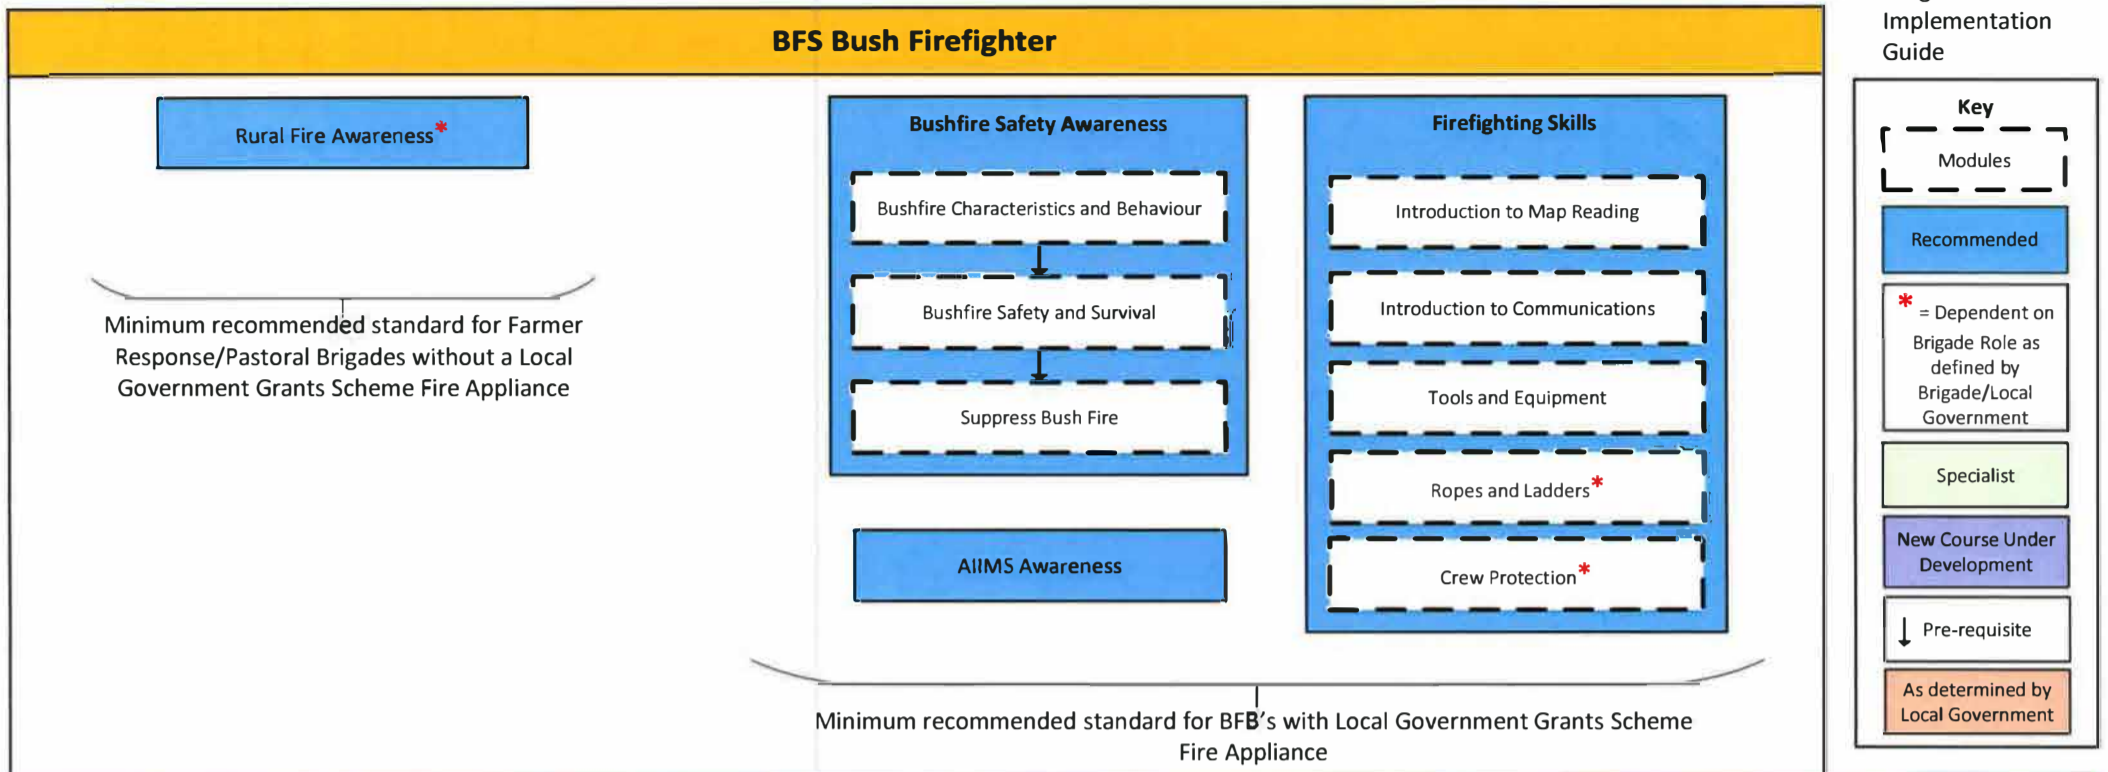 Implementation
Guide
BFS Bush Firefighter
Rural Fire Awareness*
Minimum recommended standard for Farmer
Response/Pastoral Brigades without a Local
Government Grants Scheme Fire Appliance
Bushfire Safety Awareness
Bushfire Characteristics and Behaviour
Bushfire Safety and Survival
Suppress Bush Fire
AIIMS Awareness
Firefighting Skills
Introduction to Map Reading
Introduction to Communications
Tools and Equipment
Ropes and Ladders*
Crew Protection*
Minimum recommended standard for BFB's with Local Government Grants Scheme
Fire Appliance
Key
Modules
Recommended
* = Dependent on
Brigade Role as
defined by
Brigade/Local
Government
Specialist
New Course Under
Development
↓ Pre-requisite
As determined by
Local Government